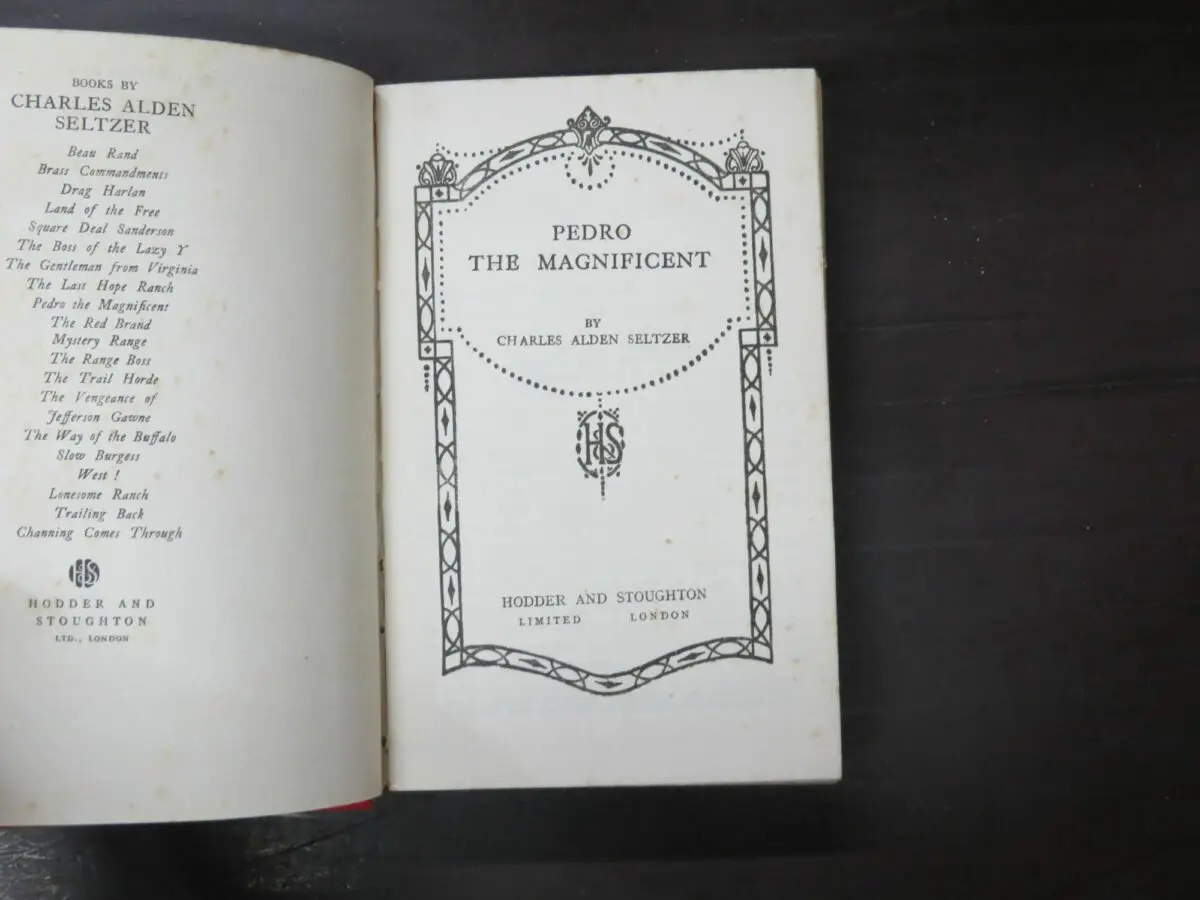 BOOKS BY
CHARLES ALDEN
SELTZER
Beau Rand
Brass Commandments
Drag Harlan
Land of the Free
Square Deal Sanderson
The Boss of the Lazy Y
The Gentleman from Virginia
The Last Hope Ranch
Pedro the Magnificent
The Red Brand
Mystery Range
The Range Boss
The Trail Horde
The Vengeance of
Jefferson Gawne
The Way of the Buffalo
Slow Burgess
West !
Lonesome Ranch
Trailing Back
Channing Comes Through
H&S
HODDER AND
STOUGHTON
LTD., LONDON
PEDRO
THE MAGNIFICENT
BY
CHARLES ALDEN SELTZER
H&S
HODDER AND STOUGHTON
LIMITED LONDON